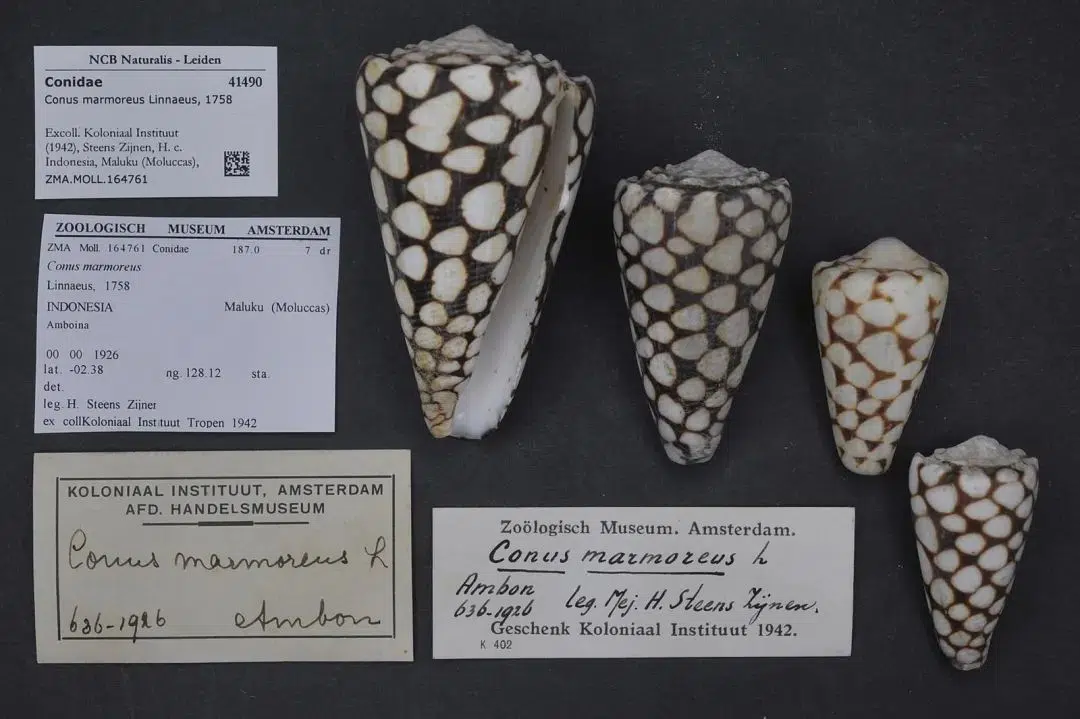 NCB Naturalis - Leiden
Conidae 41490
Conus marmoreus Linnaeus, 1758
Excoll. Koloniaal Instituut
(1942), Steens Zijnen, H. c.
Indonesia, Maluku (Moluccas),
ZMA.MOLL.164761
ZOÖLOGISCH MUSEUM AMSTERDAM
ZMA Moll. 164761 Conidae 187.0 7 dr
Conus marmoreus
Linnaeus, 1758
INDONESIA Maluku (Moluccas)
Amboina
00 00 1926
lat. -02.38 ng. 128.12 sta.
det.
leg. H. Steens Zijner
ex collKoloniaal Instituut Tropen 1942
KOLONIAAL INSTITUUT, AMSTERDAM
AFD. HANDELSMUSEUM
Conus marmoreus L
636-1926 Ambon
Zoölogisch Museum. Amsterdam.
Conus marmoreus L
Ambon
636-1926 leg. Mej. H. Steens Zijnen.
Geschenk Koloniaal Instituut 1942.
K 402